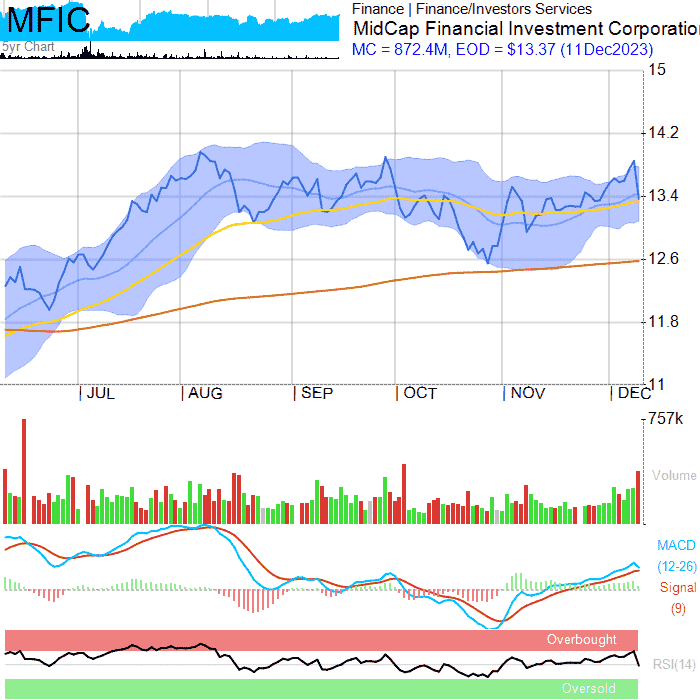 MFIC
5yr Chart
Finance | Finance/Investors Services
MidCap Financial Investment Corporatio
MC = 872.4M, EOD = $13.37 (11Dec2023)
15
14.2
13.4
12.6
11.8
11
| JUL
| AUG
| SEP
| OCT
| NOV
| DEC
757k
Volume
MACD
(12-26)
Signal
(9)
Overbought
RSI(14)
Oversold